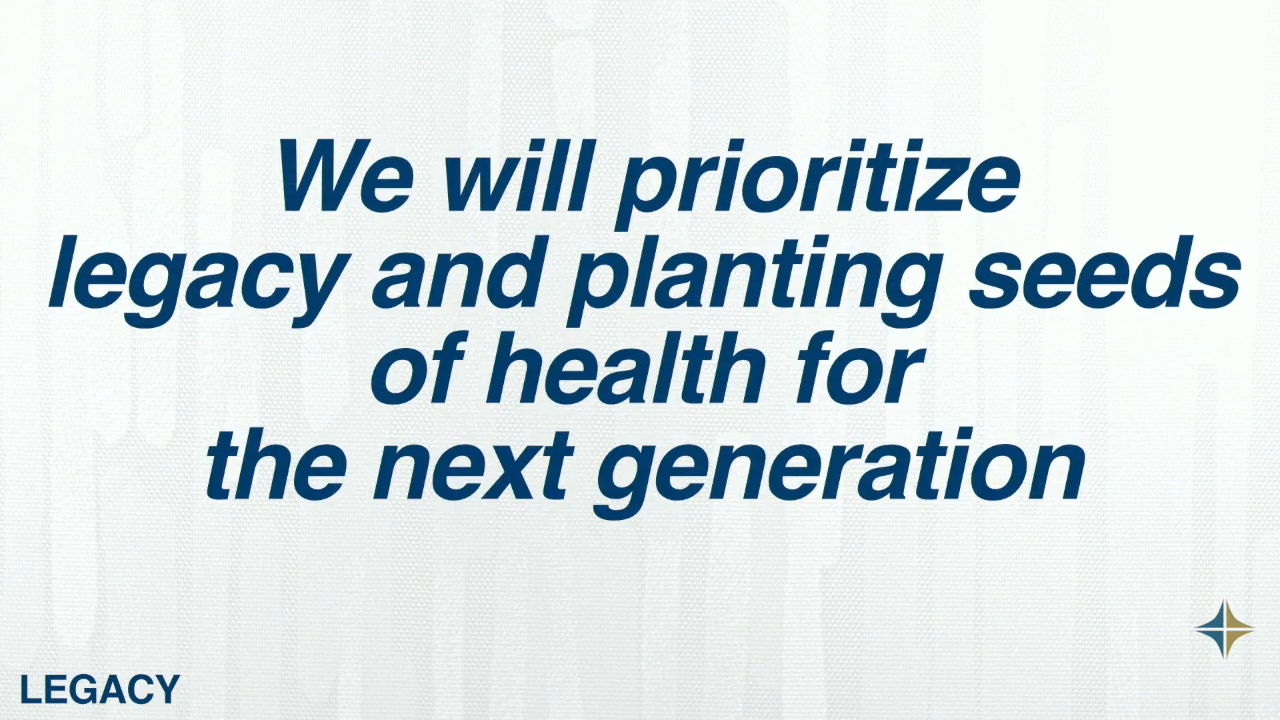 We will prioritize
legacy and planting seeds
of health for
the next generation
LEGACY